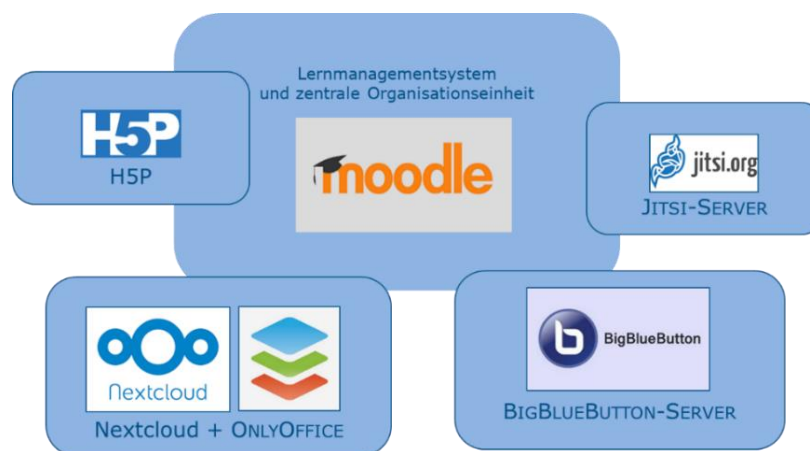 Lernmanagementsystem
und zentrale Organisationseinheit
moodle
H5P
H5P
jitsi.org
JITSI-SERVER
Nextcloud
Nextcloud + ONLYOFFICE
BigBlueButton
BIGBLUEBUTTON-SERVER